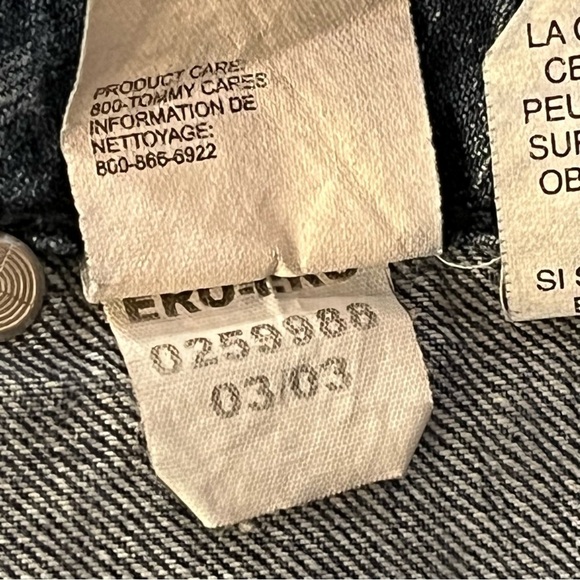 PRODUCT CARE:
800-TOMMY CARES
INFORMATION DE
NETTOYAGE:
800-866-6922
0259988
03/03
LA
CE
PEU
SUR
OB
SI